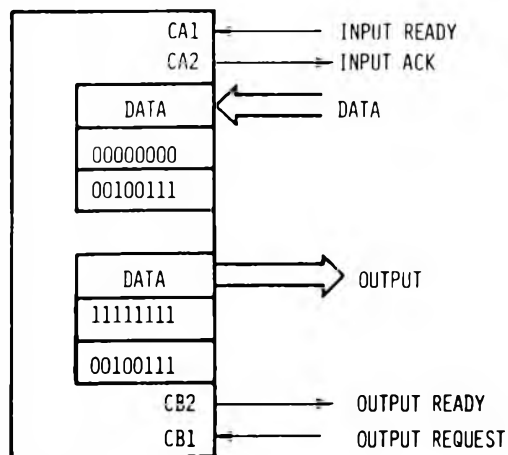 CA1 INPUT READY
CA2 INPUT ACK
DATA DATA
00000000
00100111
DATA OUTPUT
11111111
00100111
CB2 OUTPUT READY
CB1 OUTPUT REQUEST